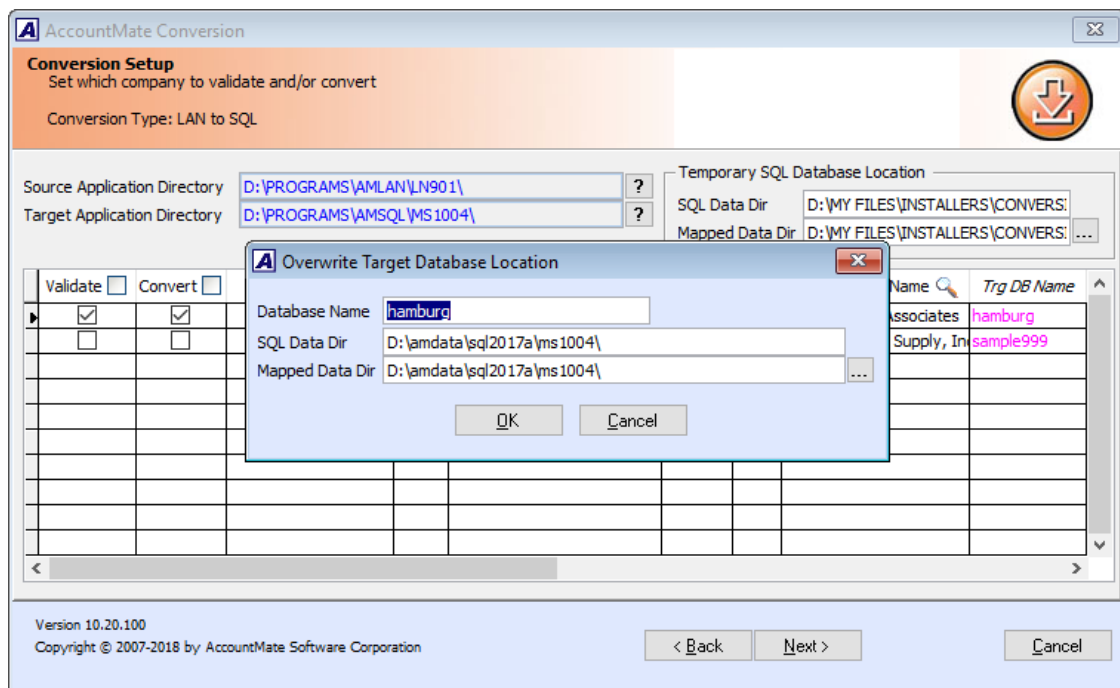 AccountMate Conversion
Conversion Setup
Set which company to validate and/or convert
Conversion Type: LAN to SQL
Source Application Directory D:\PROGRAMS\AMLAN\LN901\ ?
Target Application Directory D:\PROGRAMS\AMSQL\MS1004\ ?
Temporary SQL Database Location
SQL Data Dir D:\MY FILES\INSTALLERS\CONVERSI
Mapped Data Dir D:\MY FILES\INSTALLERS\CONVERS: ...
Overwrite Target Database Location
Database Name hamburg
SQL Data Dir D:\amdata\sql2017a\ms1004\
Mapped Data Dir D:\amdata\sql2017a\ms1004\ ...
OK Cancel
Validate Convert Name Trg DB Name
Associates hamburg
Supply, In sample999
Version 10.20.100
Copyright © 2007-2018 by AccountMate Software Corporation
< Back Next > Cancel